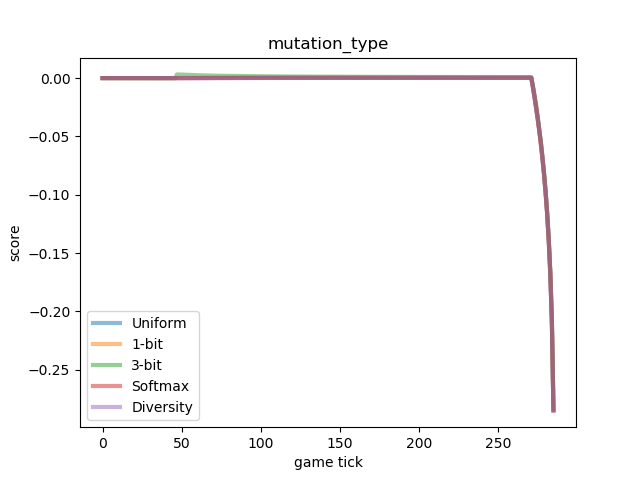 mutation_type
score
0.00
−0.05
−0.10
−0.15
−0.20
−0.25
Uniform
1-bit
3-bit
Softmax
Diversity
0 50 100 150 200 250
game tick